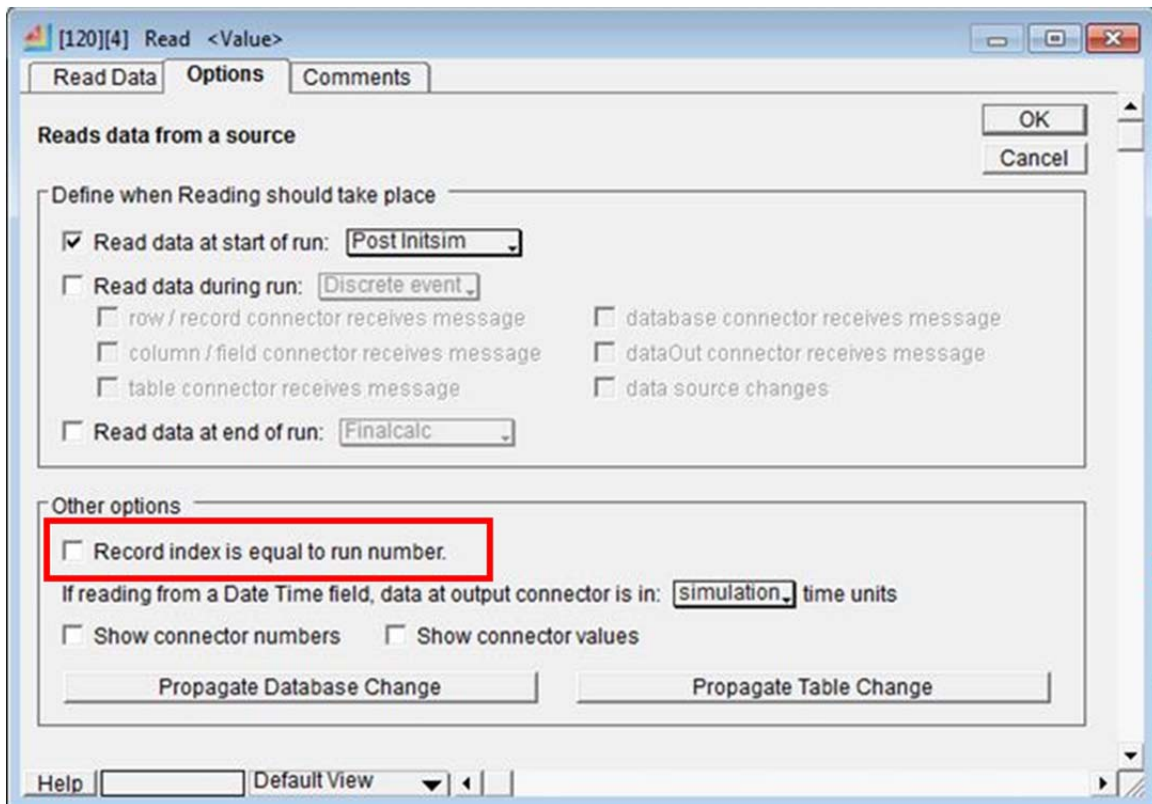 [120][4] Read <Value>
Read Data Options Comments
OK
Reads data from a source
Cancel
Define when Reading should take place
Read data at start of run: Post Initsim
Read data during run: Discrete event
row / record connector receives message database connector receives message
column / field connector receives message dataOut connector receives message
table connector receives message data source changes
Read data at end of run: Finalcalc
Other options
Record index is equal to run number.
If reading from a Date Time field, data at output connector is in: simulation time units
Show connector numbers Show connector values
Propagate Database Change Propagate Table Change
Help Default View